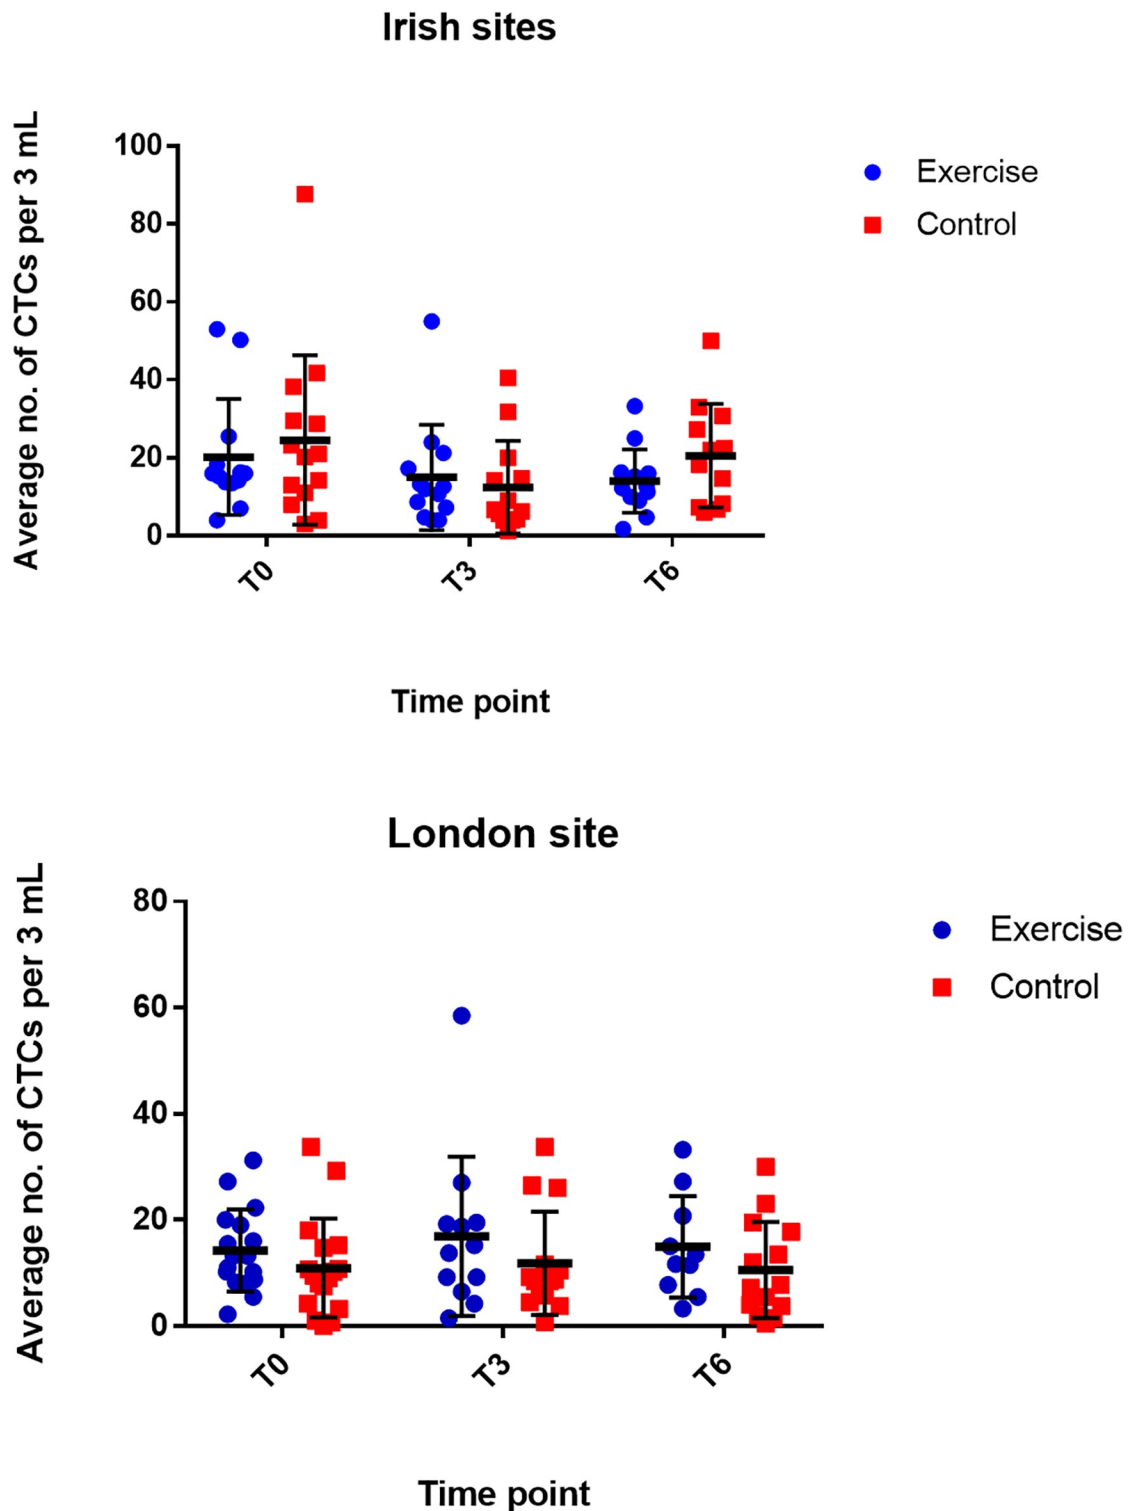 Irish sites
Average no. of CTCs per 3 mL
100
80
60
40
20
0
T0
T3
T6
Time point
Exercise
Control
London site
Average no. of CTCs per 3 mL
80
60
40
20
0
T0
T3
T6
Time point
Exercise
Control